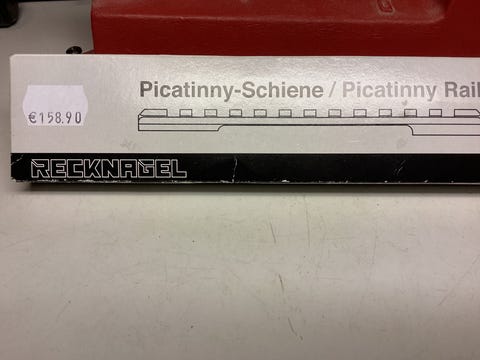 Picatinny-Schiene / Picatinny Rail
€158.90
RECKNAGEL